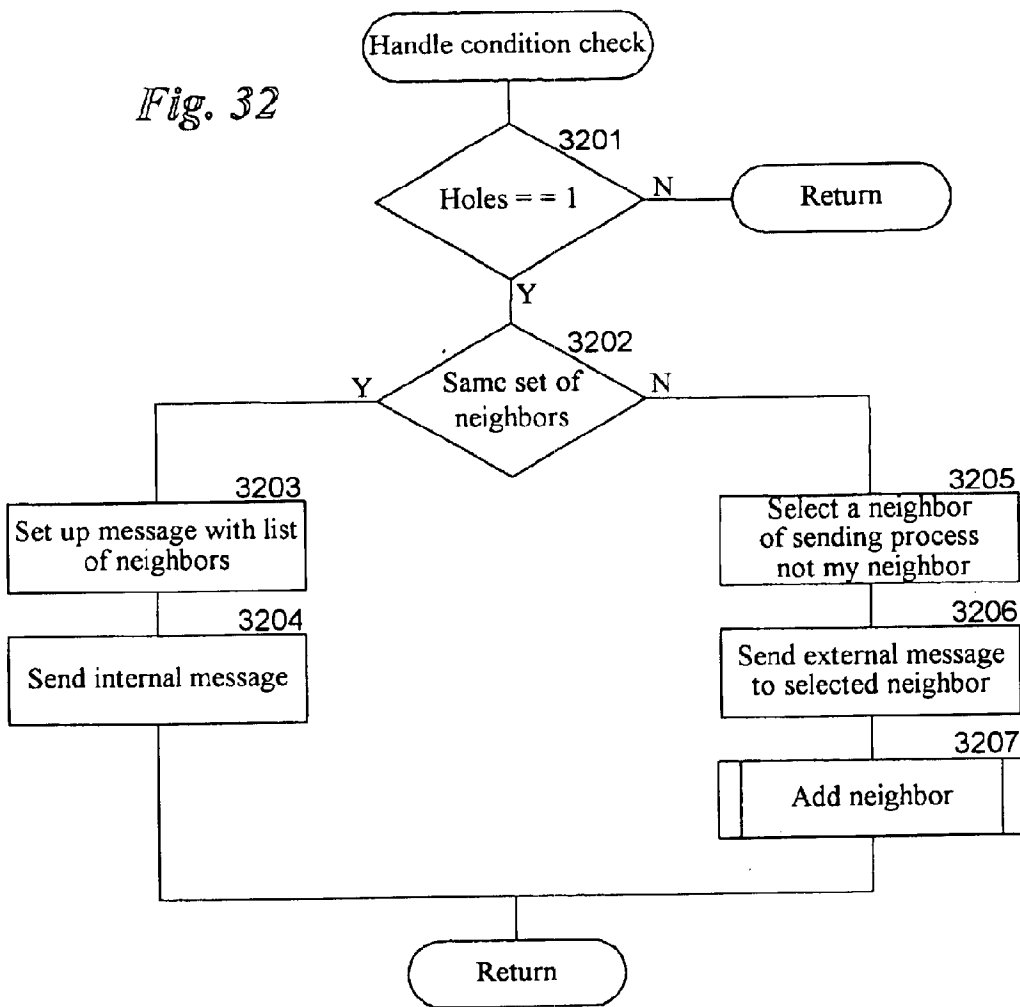 Handle condition check
Fig. 32
3201
Holes = = 1
N
Return
Y
3202
Same set of
neighbors
Y
N
3203
Set up message with list
of neighbors
3204
Send internal message
3205
Select a neighbor
of sending process
not my neighbor
3206
Send external message
to selected neighbor
3207
Add neighbor
Return